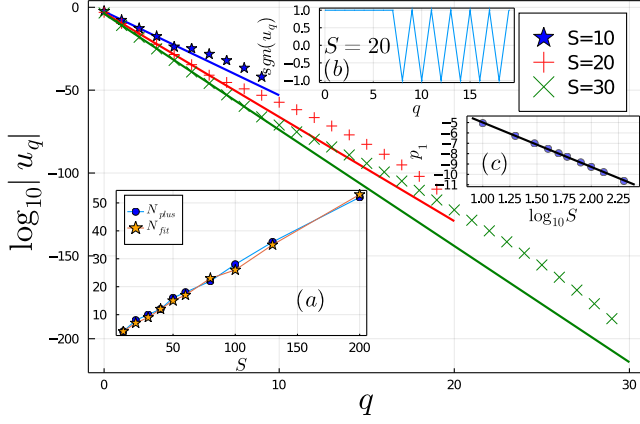 0
−50
−100
−150
−200
0
10
20
30
q
log₁₀| u_q|
S=10
S=20
S=30
1.0
0.5
0.0
−0.5
−1.0
0
5
10
15
q
sgn(u_q)
S = 20
(b)
−5
−6
−7
−8
−9
−10
−11
1.00
1.25
1.50
1.75
2.00
2.25
log₁₀ S
p₁
(c)
N_plus
N_fit
50
40
30
20
10
50
100
150
200
S
(a)